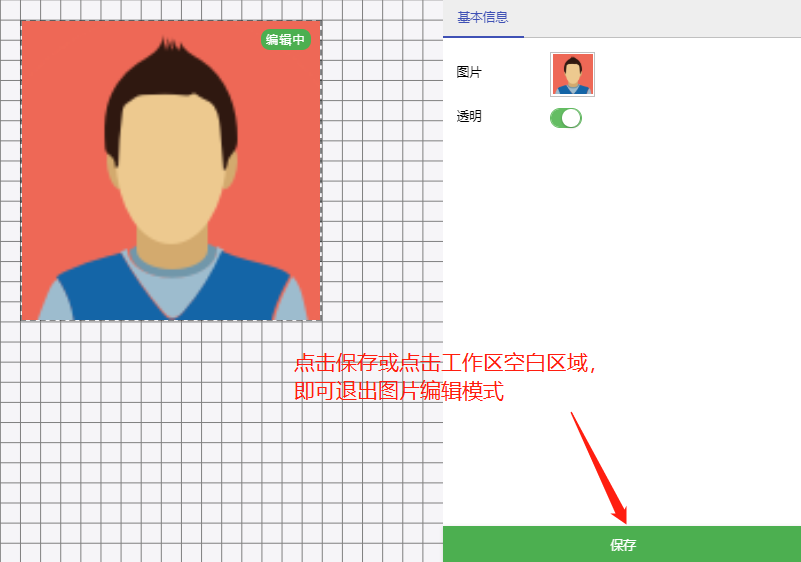 编辑中
基本信息
图片
透明
点击保存或点击工作区空白区域，
即可退出图片编辑模式
保存